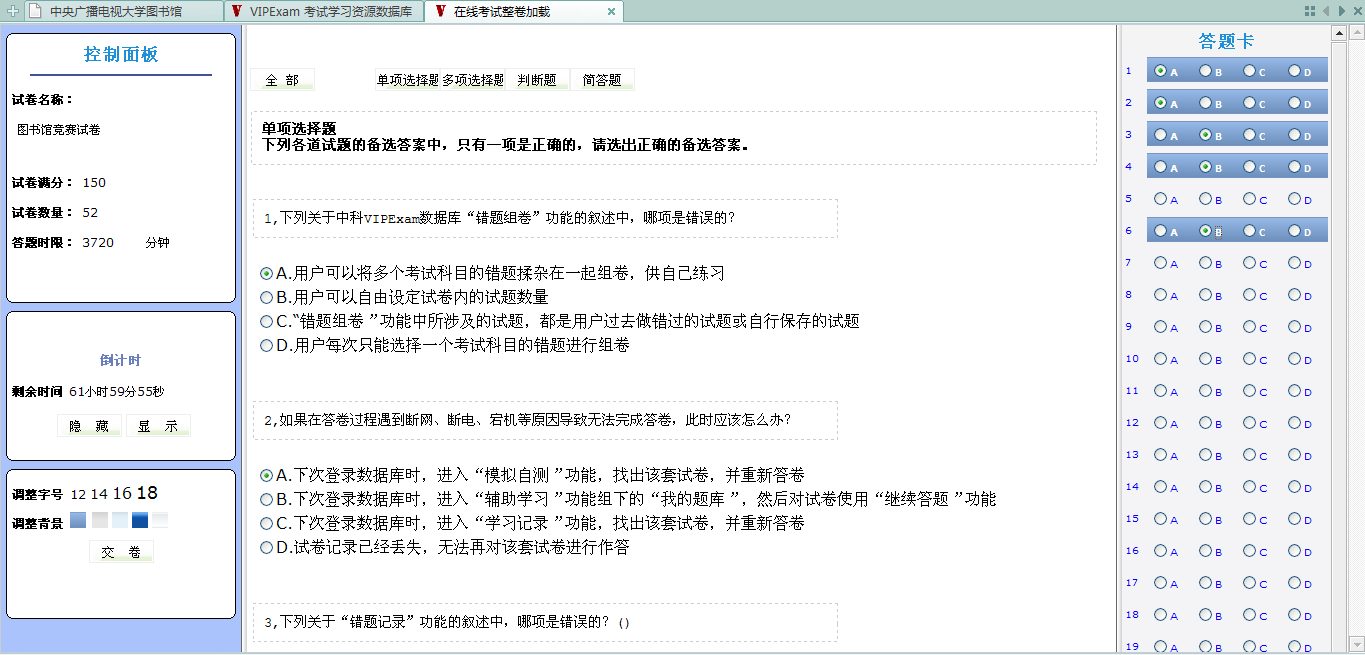 中央广播电视大学图书馆
VIPExam 考试学习资源数据库
在线考试整卷加载
控制面板
试卷名称：
图书馆竞赛试卷
试卷满分： 150
试卷数量： 52
答题时限： 3720 分钟
倒计时
剩余时间 61小时59分55秒
隐 藏 显 示
调整字号 12 14 16 18
调整背景
交 卷
全 部 单项选择题 多项选择题 判断题 简答题
单项选择题
下列各道试题的备选答案中，只有一项是正确的，请选出正确的备选答案。
1,下列关于中科VIPExam数据库“错题组卷”功能的叙述中，哪项是错误的?
A.用户可以将多个考试科目的错题揉杂在一起组卷，供自己练习
B.用户可以自由设定试卷内的试题数量
C.“错题组卷 ”功能中所涉及的试题，都是用户过去做错过的试题或自行保存的试题
D.用户每次只能选择一个考试科目的错题进行组卷
2,如果在答卷过程遇到断网、断电、宕机等原因导致无法完成答卷，此时应该怎么办?
A.下次登录数据库时，进入“模拟自测 ”功能，找出该套试卷，并重新答卷
B.下次登录数据库时，进入“辅助学习 ”功能组下的“我的题库 ”，然后对试卷使用“继续答题 ”功能
C.下次登录数据库时，进入“学习记录 ”功能，找出该套试卷，并重新答卷
D.试卷记录已经丢失，无法再对该套试卷进行作答
3,下列关于“错题记录”功能的叙述中，哪项是错误的？()
答题卡
1 A B C D
2 A B C D
3 A B C D
4 A B C D
5 A B C D
6 A B C D
7 A B C D
8 A B C D
9 A B C D
10 A B C D
11 A B C D
12 A B C D
13 A B C D
14 A B C D
15 A B C D
16 A B C D
17 A B C D
18 A B C D
19 A B C D